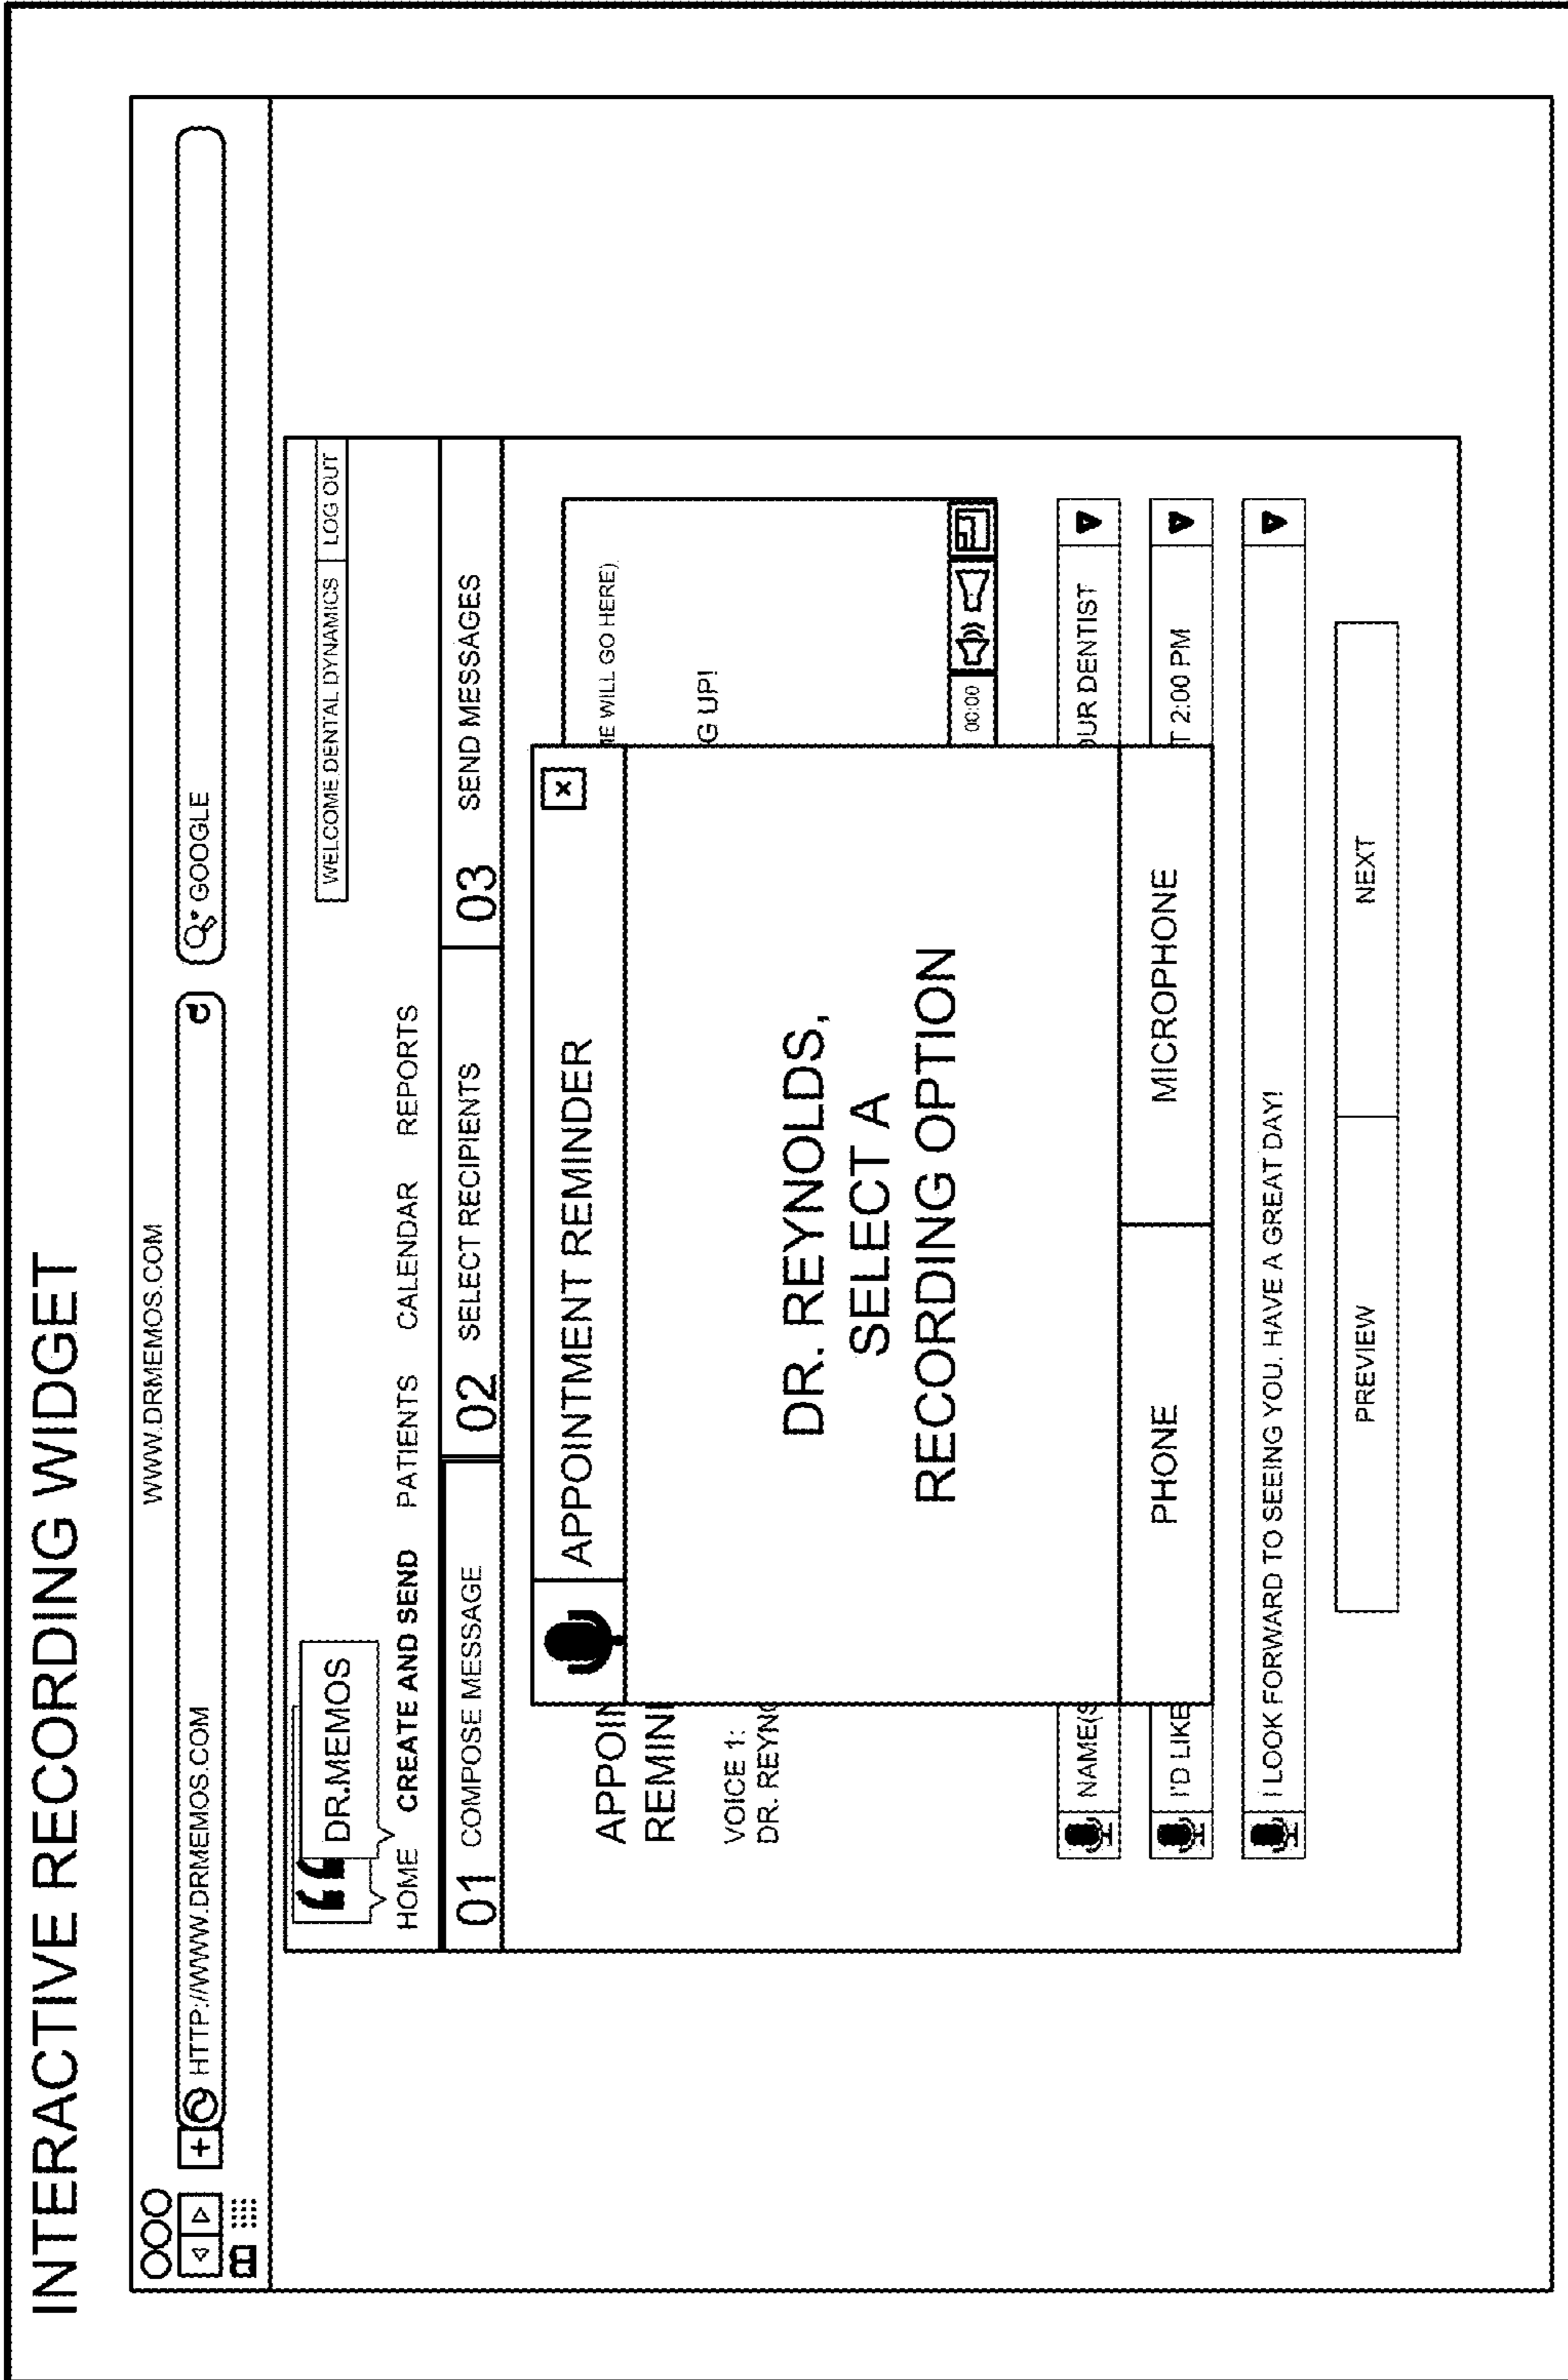 INTERACTIVE RECORDING WIDGET
WWW.DRMEMOS.COM
HTTP://WWW.DRMEMOS.COM
GOOGLE
WELCOME DENTAL DYNAMICS LOG OUT
DR.MEMOS
HOME CREATE AND SEND PATIENTS CALENDAR REPORTS
01 COMPOSE MESSAGE 02 SELECT RECIPIENTS 03 SEND MESSAGES
APPOINTMENT REMINDER X
DR. REYNOLDS,
SELECT A
RECORDING OPTION
PHONE MICROPHONE
APPOIN
REMIN
VOICE 1:
DR. REYNO
IE WILL GO HERE)
G UP!
00:00
NAME(S OUR DENTIST
I'D LIKE T 2:00 PM
I LOOK FORWARD TO SEEING YOU. HAVE A GREAT DAY!
PREVIEW NEXT